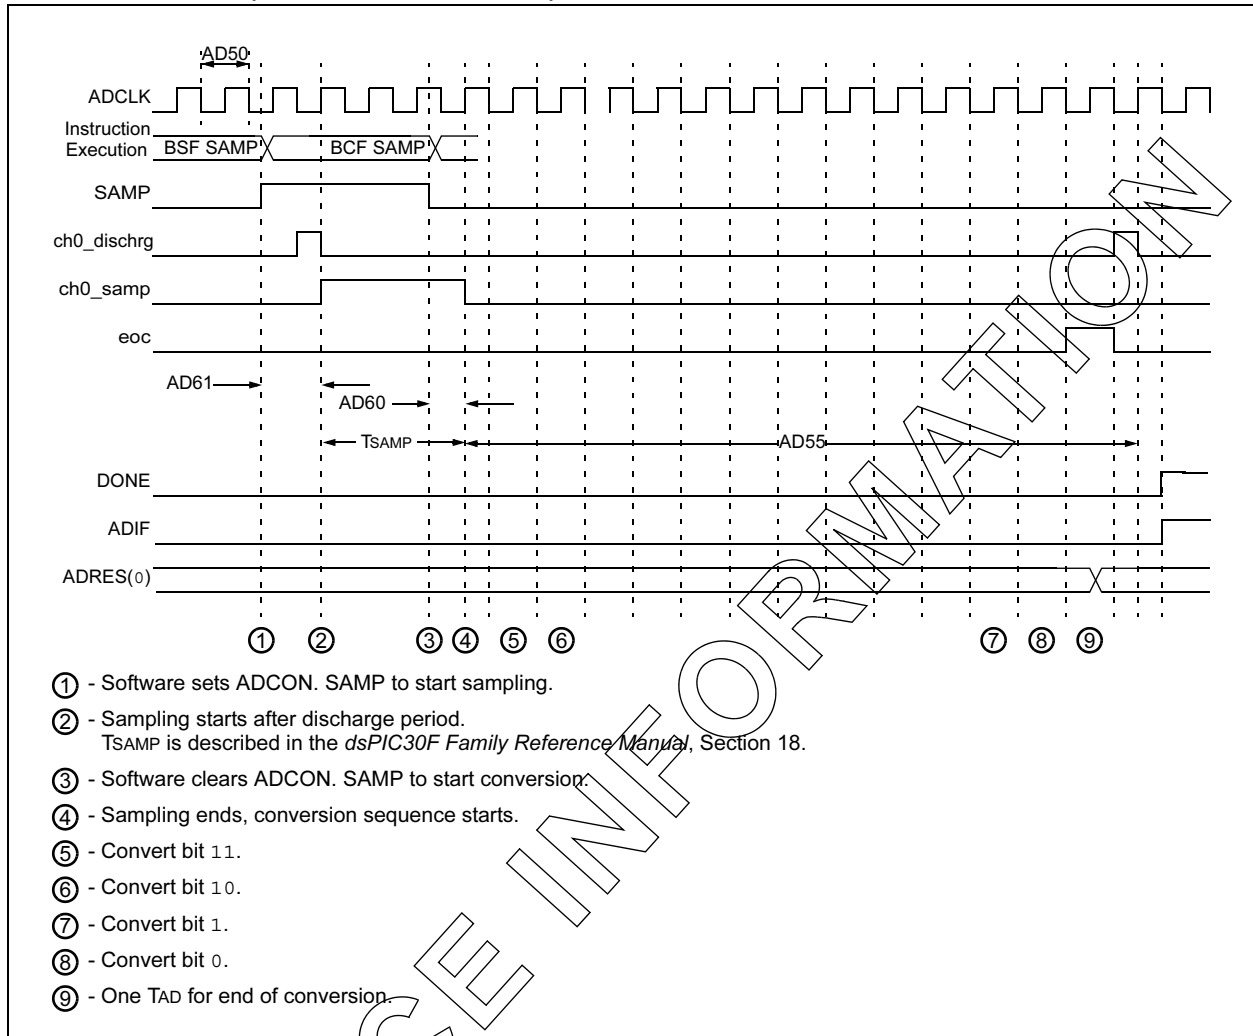 AD50
ADCLK
Instruction
Execution BSF SAMP BCF SAMP
SAMP
ch0_dischrg
ch0_samp
eoc
AD61
AD60
TSAMP AD55
DONE
ADIF
ADRES(0)
1 2 3 4 5 6 7 8 9
1 - Software sets ADCON. SAMP to start sampling.
2 - Sampling starts after discharge period.
TSAMP is described in the dsPIC30F Family Reference Manual, Section 18.
3 - Software clears ADCON. SAMP to start conversion.
4 - Sampling ends, conversion sequence starts.
5 - Convert bit 11.
6 - Convert bit 10.
7 - Convert bit 1.
8 - Convert bit 0.
9 - One TAD for end of conversion.
CE INFORMATION